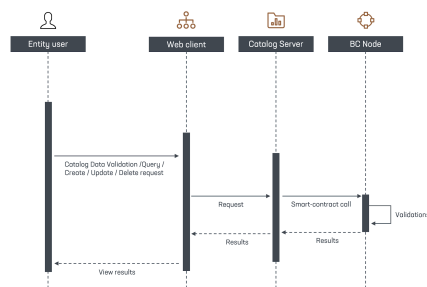 Entity user
Web client
Catalog Server
BC Node
Catalog Data Validation /Query /
Create / Update / Delete request
Request
Smart-contract call
Validation
Results
Results
View results